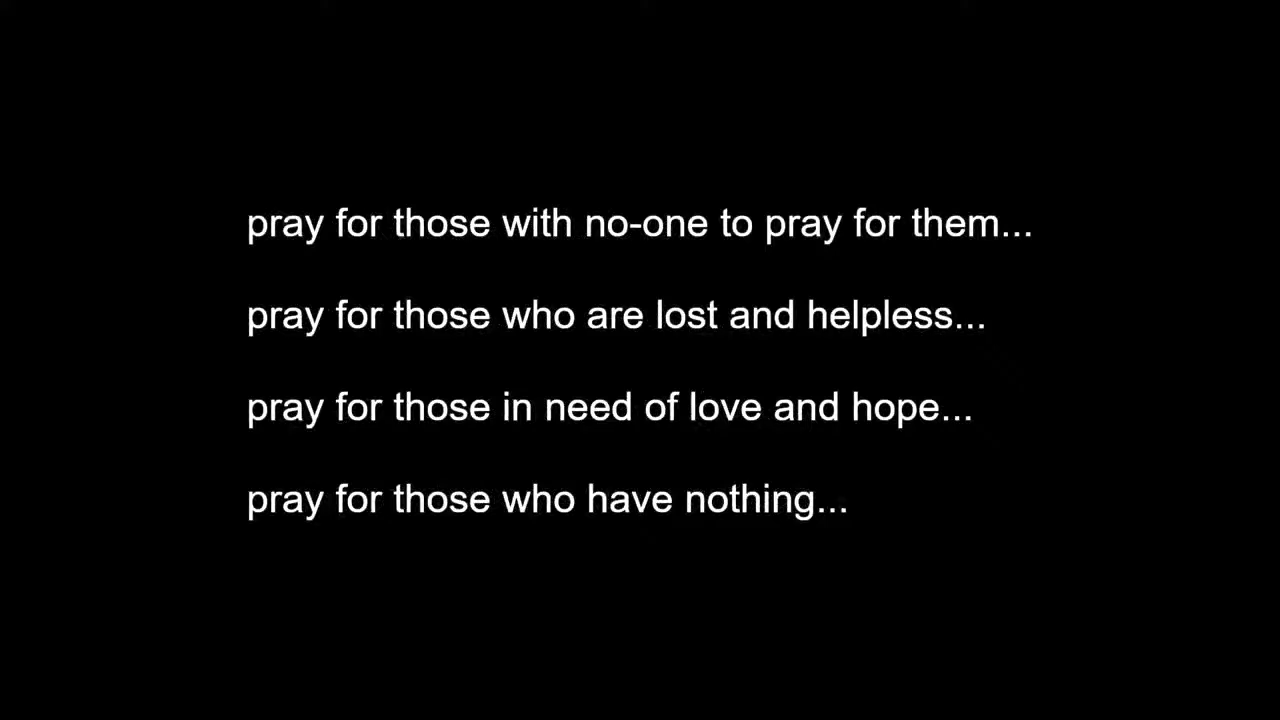 pray for those with no-one to pray for them...
pray for those who are lost and helpless...
pray for those in need of love and hope...
pray for those who have nothing...